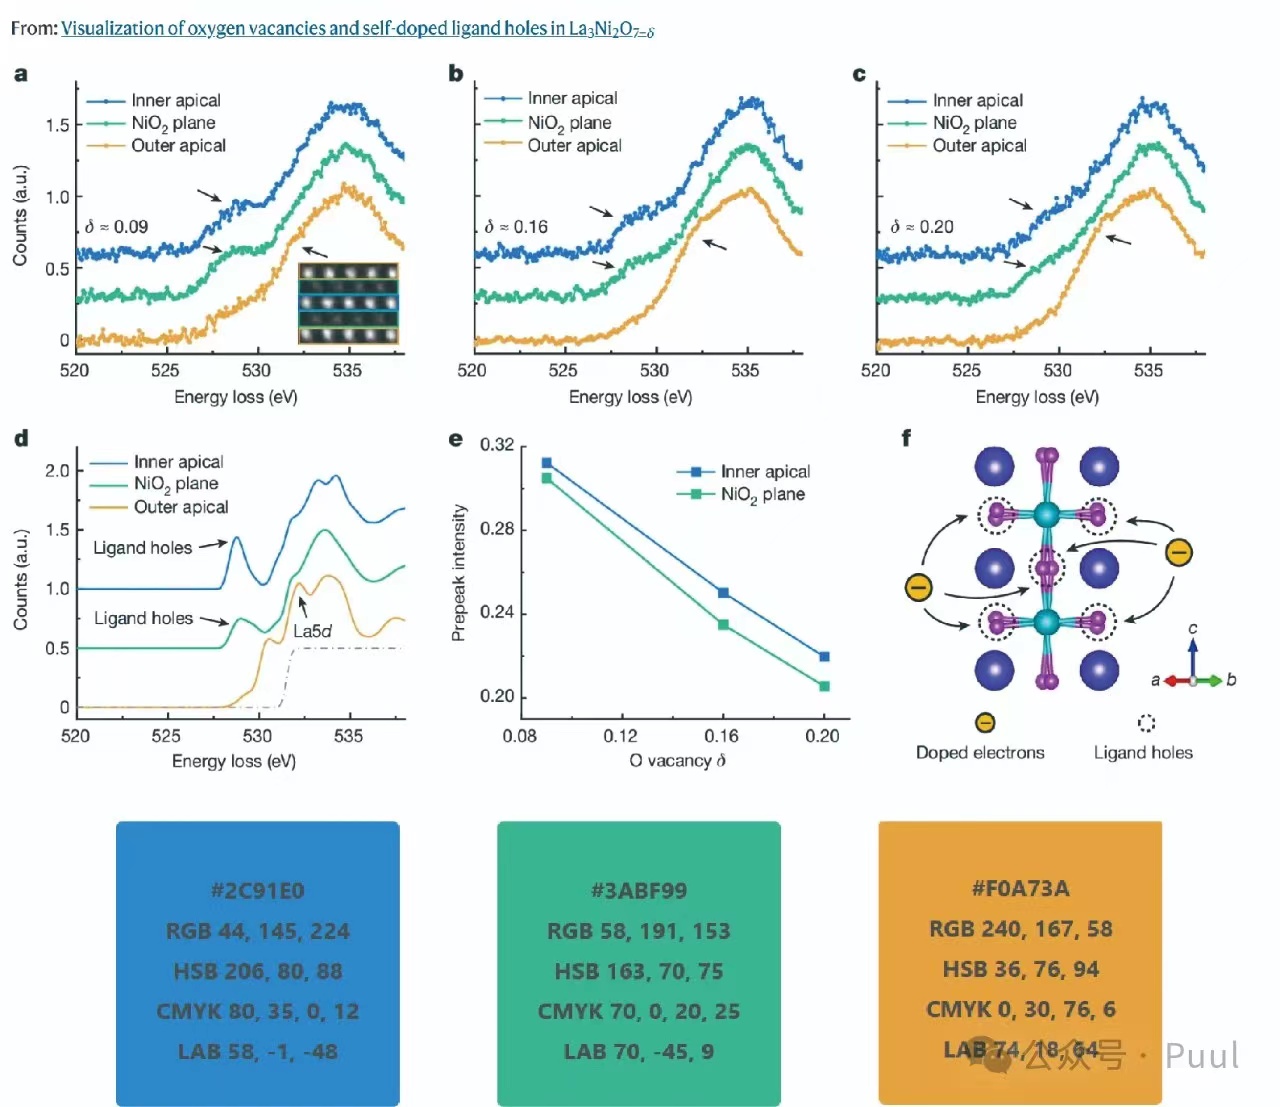 From: Visualization of oxygen vacancies and self-doped ligand holes in La₃Ni₂O₇₋δ
a
Inner apical
NiO₂ plane
Outer apical
1.5
1.0
0.5
0
Counts (a.u.)
δ ≈ 0.09
520 525 530 535
Energy loss (eV)
b
Inner apical
NiO₂ plane
Outer apical
δ ≈ 0.16
520 525 530 535
Energy loss (eV)
c
Inner apical
NiO₂ plane
Outer apical
δ ≈ 0.20
520 525 530 535
Energy loss (eV)
d
Inner apical
NiO₂ plane
Outer apical
2.0
1.5
1.0
0.5
0
Counts (a.u.)
Ligand holes
Ligand holes
La5d
520 525 530 535
Energy loss (eV)
e
Inner apical
NiO₂ plane
0.32
0.28
0.24
0.20
Prepeak intensity
0.08 0.12 0.16 0.20
O vacancy δ
f
c
a
b
Doped electrons
Ligand holes
#2C91E0
RGB 44, 145, 224
HSB 206, 80, 88
CMYK 80, 35, 0, 12
LAB 58, -1, -48
#3ABF99
RGB 58, 191, 153
HSB 163, 70, 75
CMYK 70, 0, 20, 25
LAB 70, -45, 9
#F0A73A
RGB 240, 167, 58
HSB 36, 76, 94
CMYK 0, 30, 76, 6
LAB 74, 18, 64
公众号 · Puul